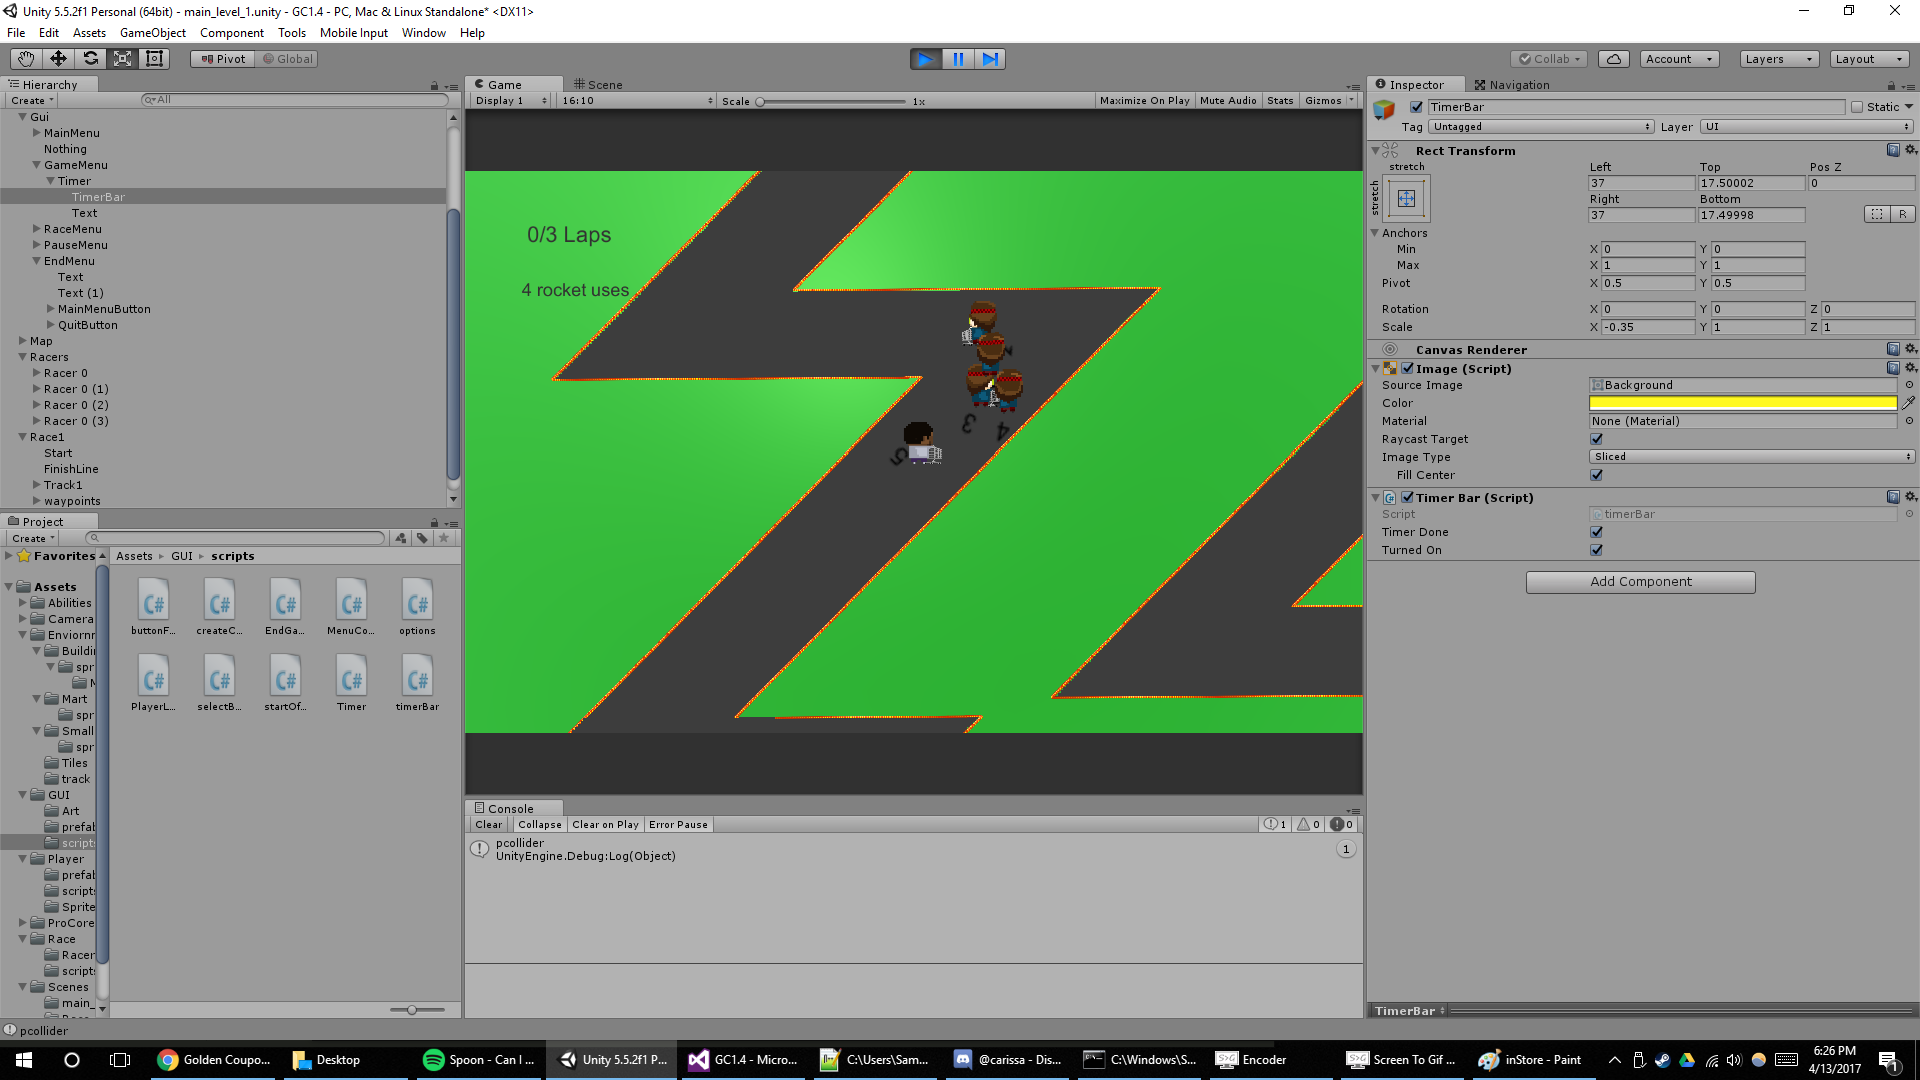 Unity 5.5.2f1 Personal (64bit) - main_level_1.unity - GC1.4 - PC, Mac & Linux Standalone* <DX11>
File Edit Assets GameObject Component Tools Mobile Input Window Help
Pivot Global
Collab Account Layers Layout
Hierarchy
Create All
Gui
MainMenu
Nothing
GameMenu
Timer
TimerBar
Text
RaceMenu
PauseMenu
EndMenu
Text
Text (1)
MainMenuButton
QuitButton
Map
Racers
Racer 0
Racer 0 (1)
Racer 0 (2)
Racer 0 (3)
Race1
Start
FinishLine
Track1
waypoints
Project
Create
Favorites
Assets
Abilities
Camera
Enviorn
Buildi
spr
Mart
spr
Small
spr
Tiles
track
GUI
Art
prefab
scripts
Player
prefab
scripts
Sprite
ProCore
Race
Racer
scripts
Scenes
main_
Assets GUI scripts
buttonF... createC... EndGa... MenuCo... options
PlayerL... selectB... startOf... Timer timerBar
Game Scene
Display 1 16:10 Scale 1x Maximize On Play Mute Audio Stats Gizmos
0/3 Laps
4 rocket uses
3
4
5
Console
Clear Collapse Clear on Play Error Pause 1 0 0
pcollider
UnityEngine.Debug:Log(Object)
1
Inspector Navigation
TimerBar Static
Tag Untagged Layer UI
Rect Transform
stretch
stretch
Left Top Pos Z
37 17.50002 0
Right Bottom
37 17.49998 R
Anchors
Min X 0 Y 0
Max X 1 Y 1
Pivot X 0.5 Y 0.5
Rotation X 0 Y 0 Z 0
Scale X -0.35 Y 1 Z 1
Canvas Renderer
Image (Script)
Source Image Background
Color
Material None (Material)
Raycast Target
Image Type Sliced
Fill Center
Timer Bar (Script)
Script timerBar
Timer Done
Turned On
Add Component
TimerBar
pcollider
Golden Coupo... Desktop Spoon - Can I ... Unity 5.5.2f1 P... GC1.4 - Micro... C:\Users\Sam... @carissa - Dis... C:\Windows\S... Encoder Screen To Gif ... inStore - Paint
6:26 PM
4/13/2017
1